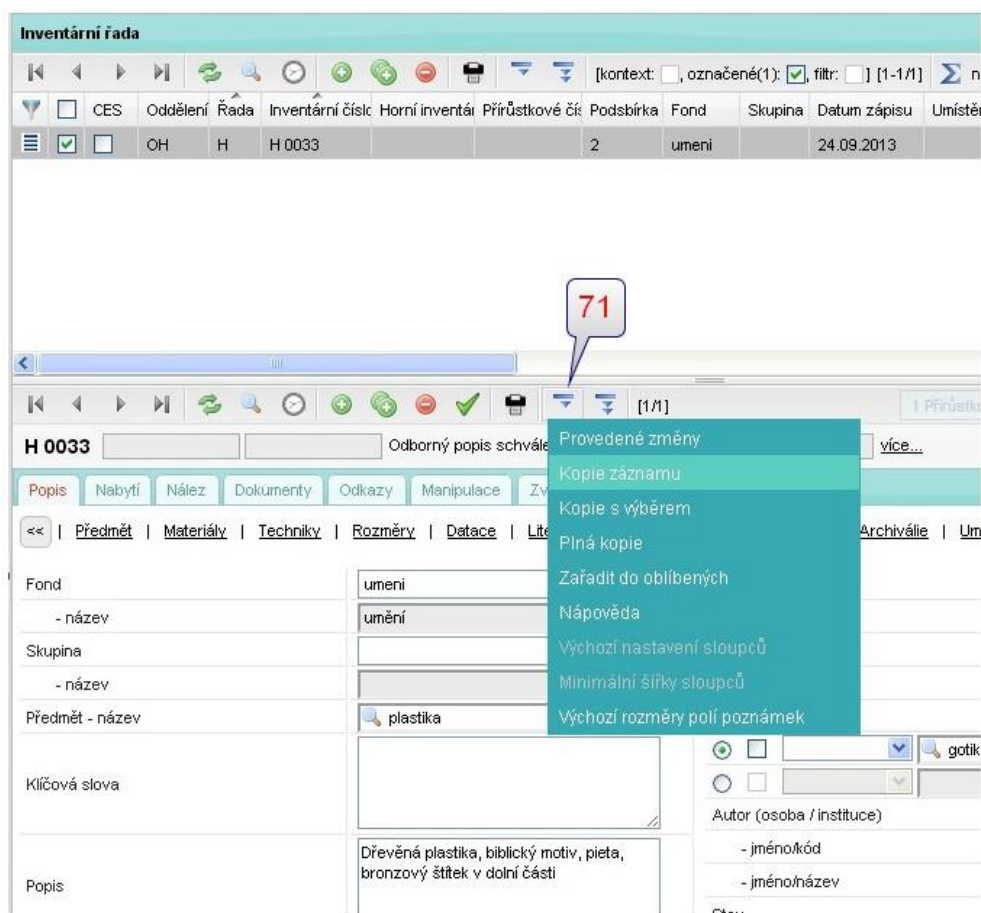 Inventární řada
[kontext: , označené(1): , filtr: ] [1-1/1] n
CES Oddělení Řada Inventární číslo Horní inventár Přírůstkové čís Podsbírka Fond Skupina Datum zápisu Umístěn
OH H H 0033 2 umeni 24.09.2013
71
[1/1] 1 Přírůstko
H 0033 Odborný popis schvále více...
Popis Nabytí Nález Dokumenty Odkazy Manipulace Zv
<< | Předmět | Materiály | Techniky | Rozměry | Datace | Lite Archiválie | Um
Provedené změny
Kopie záznamu
Kopie s výběrem
Plná kopie
Zařadit do oblíbených
Nápověda
Výchozí nastavení sloupců
Minimální šířky sloupců
Výchozí rozměry polí poznámek
Fond umeni
- název umění
Skupina
- název
Předmět - název plastika
gotik
Klíčová slova
Autor (osoba / instituce)
- jméno/kód
- jméno/název
Popis
Dřevěná plastika, biblický motiv, pieta,
bronzový štítek v dolní části